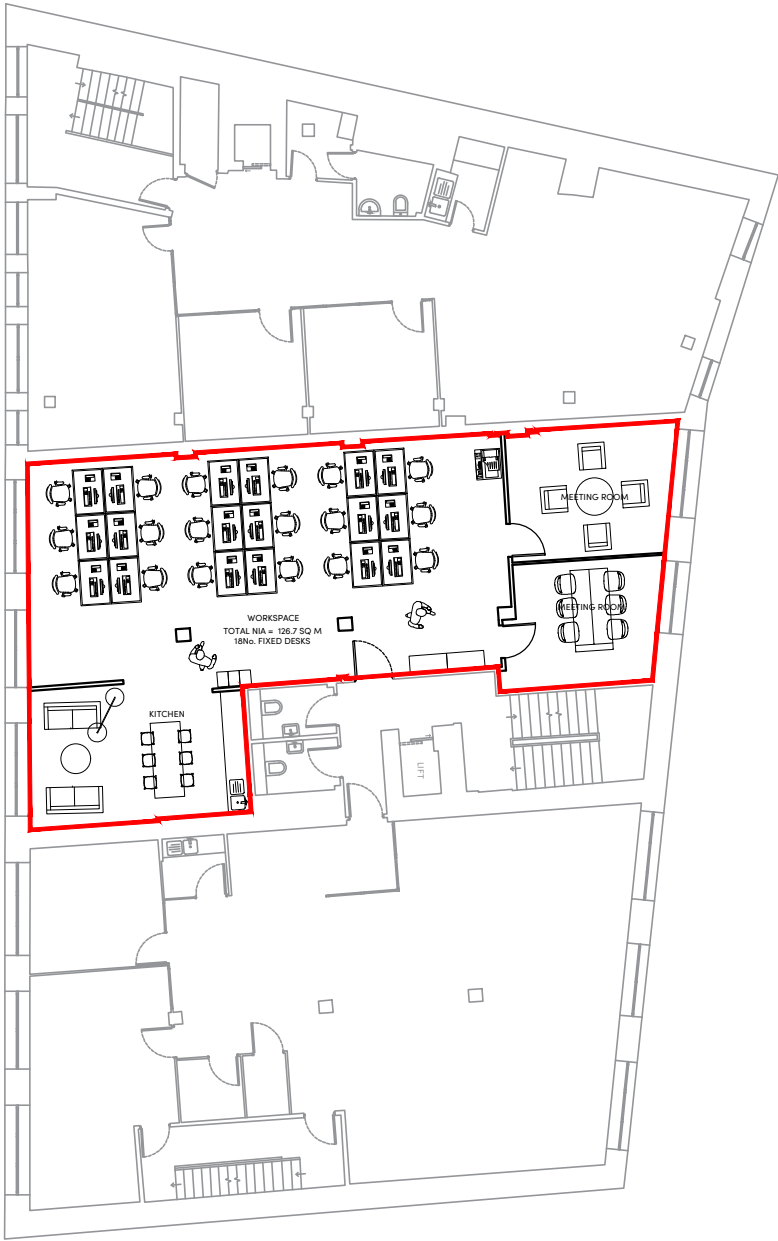 MEETING ROOM
MEETING ROOM
WORKSPACE
TOTAL NIA = 126.7 SQ M
18No. FIXED DESKS
KITCHEN
LIFT